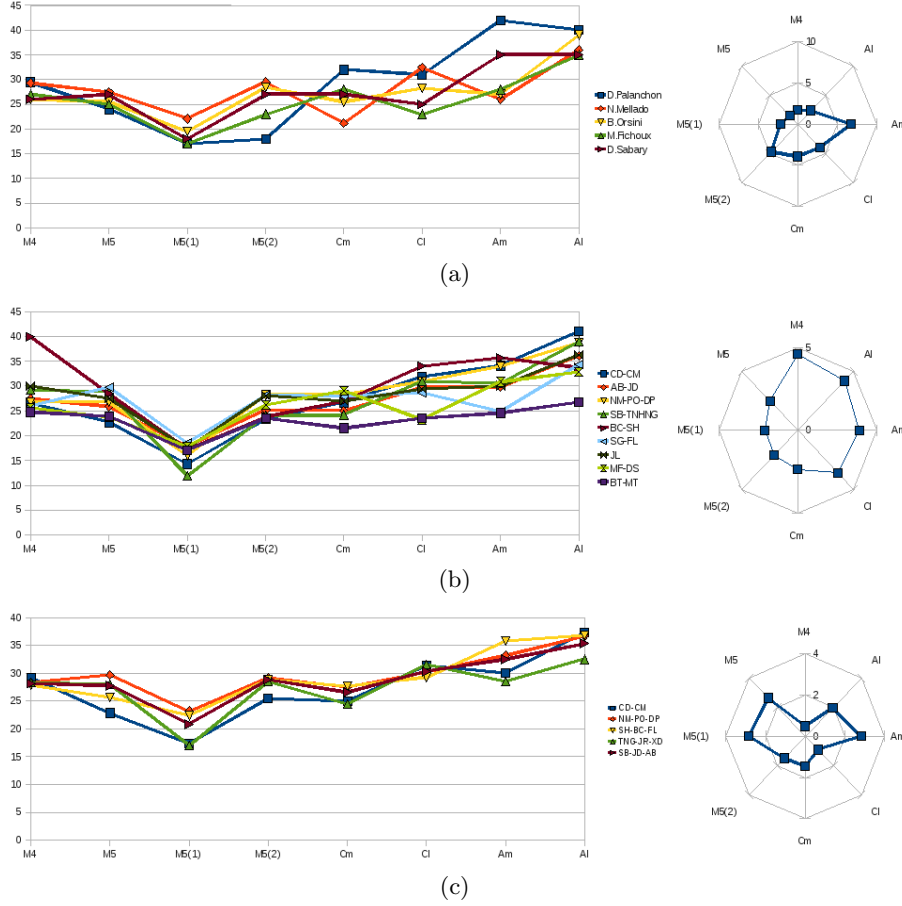 45
40
35
30
25
20
15
10
5
0
M4 M5 M5(1) M5(2) Cm Cl Am Al
D.Palanchon
N.Mellado
B.Orsini
M.Fichoux
D.Sabary
M4
Al
Am
Cl
Cm
M5(2)
M5(1)
M5
10
5
0
(a)
45
40
35
30
25
20
15
10
5
0
M4 M5 M5(1) M5(2) Cm Cl Am Al
CD-CM
AB-JD
NM-PO-DP
SB-TNHNG
BC-SH
SG-FL
JL
MF-DS
BT-MT
M4
Al
Am
Cl
Cm
M5(2)
M5(1)
M5
5
0
(b)
40
35
30
25
20
15
10
5
0
M4 M5 M5(1) M5(2) Cm Cl Am Al
CD-CM
NM-PO-DP
SH-BC-FL
TNG-JR-XD
SB-JD-AB
M4
Al
Am
Cl
Cm
M5(2)
M5(1)
M5
4
2
0
(c)